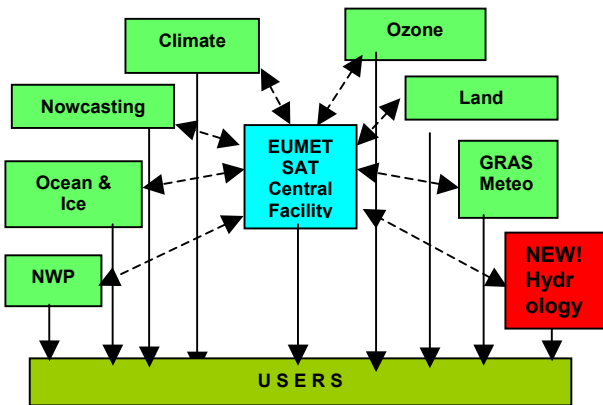 Climate
Ozone
Nowcasting
Land
EUMET
SAT
Central
Facility
Ocean &
Ice
GRAS
Meteo
NWP
NEW!
Hydr
ology
U S E R S